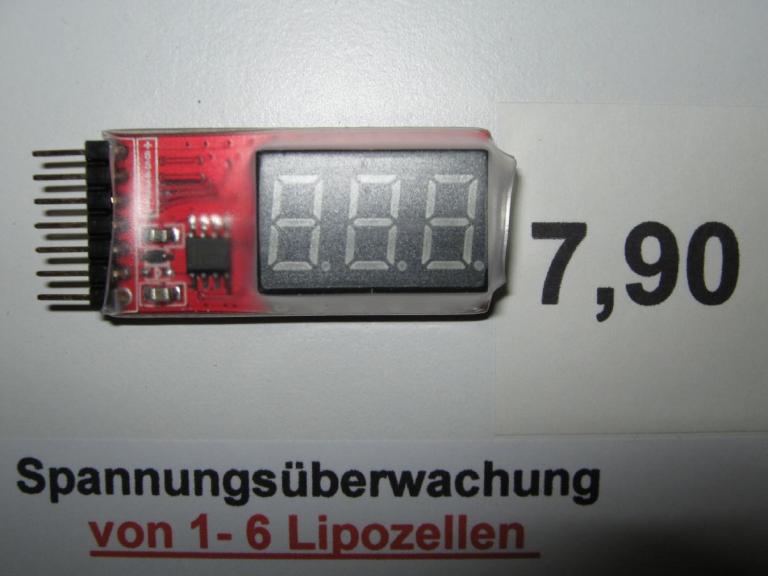 7,90
Spannungsüberwachung
von 1- 6 Lipozellen